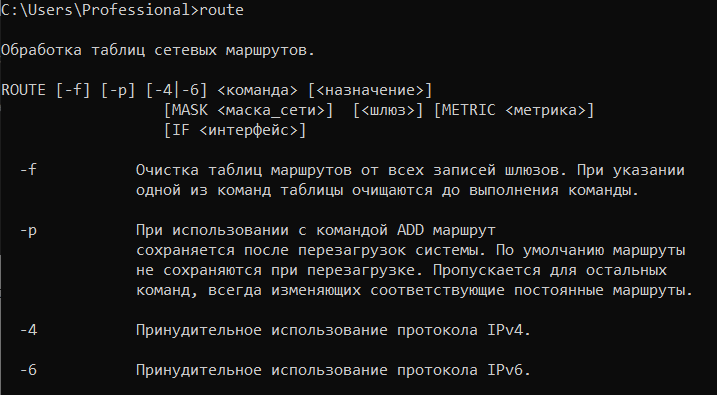 C:\Users\Professional>route
Обработка таблиц сетевых маршрутов.
ROUTE [-f] [-p] [-4|-6] <команда> [<назначение>]
[MASK <маска_сети>] [<шлюз>] [METRIC <метрика>]
[IF <интерфейс>]
-f Очистка таблиц маршрутов от всех записей шлюзов. При указании
одной из команд таблицы очищаются до выполнения команды.
-p При использовании с командой ADD маршрут
сохраняется после перезагрузок системы. По умолчанию маршруты
не сохраняются при перезагрузке. Пропускается для остальных
команд, всегда изменяющих соответствующие постоянные маршруты.
-4 Принудительное использование протокола IPv4.
-6 Принудительное использование протокола IPv6.